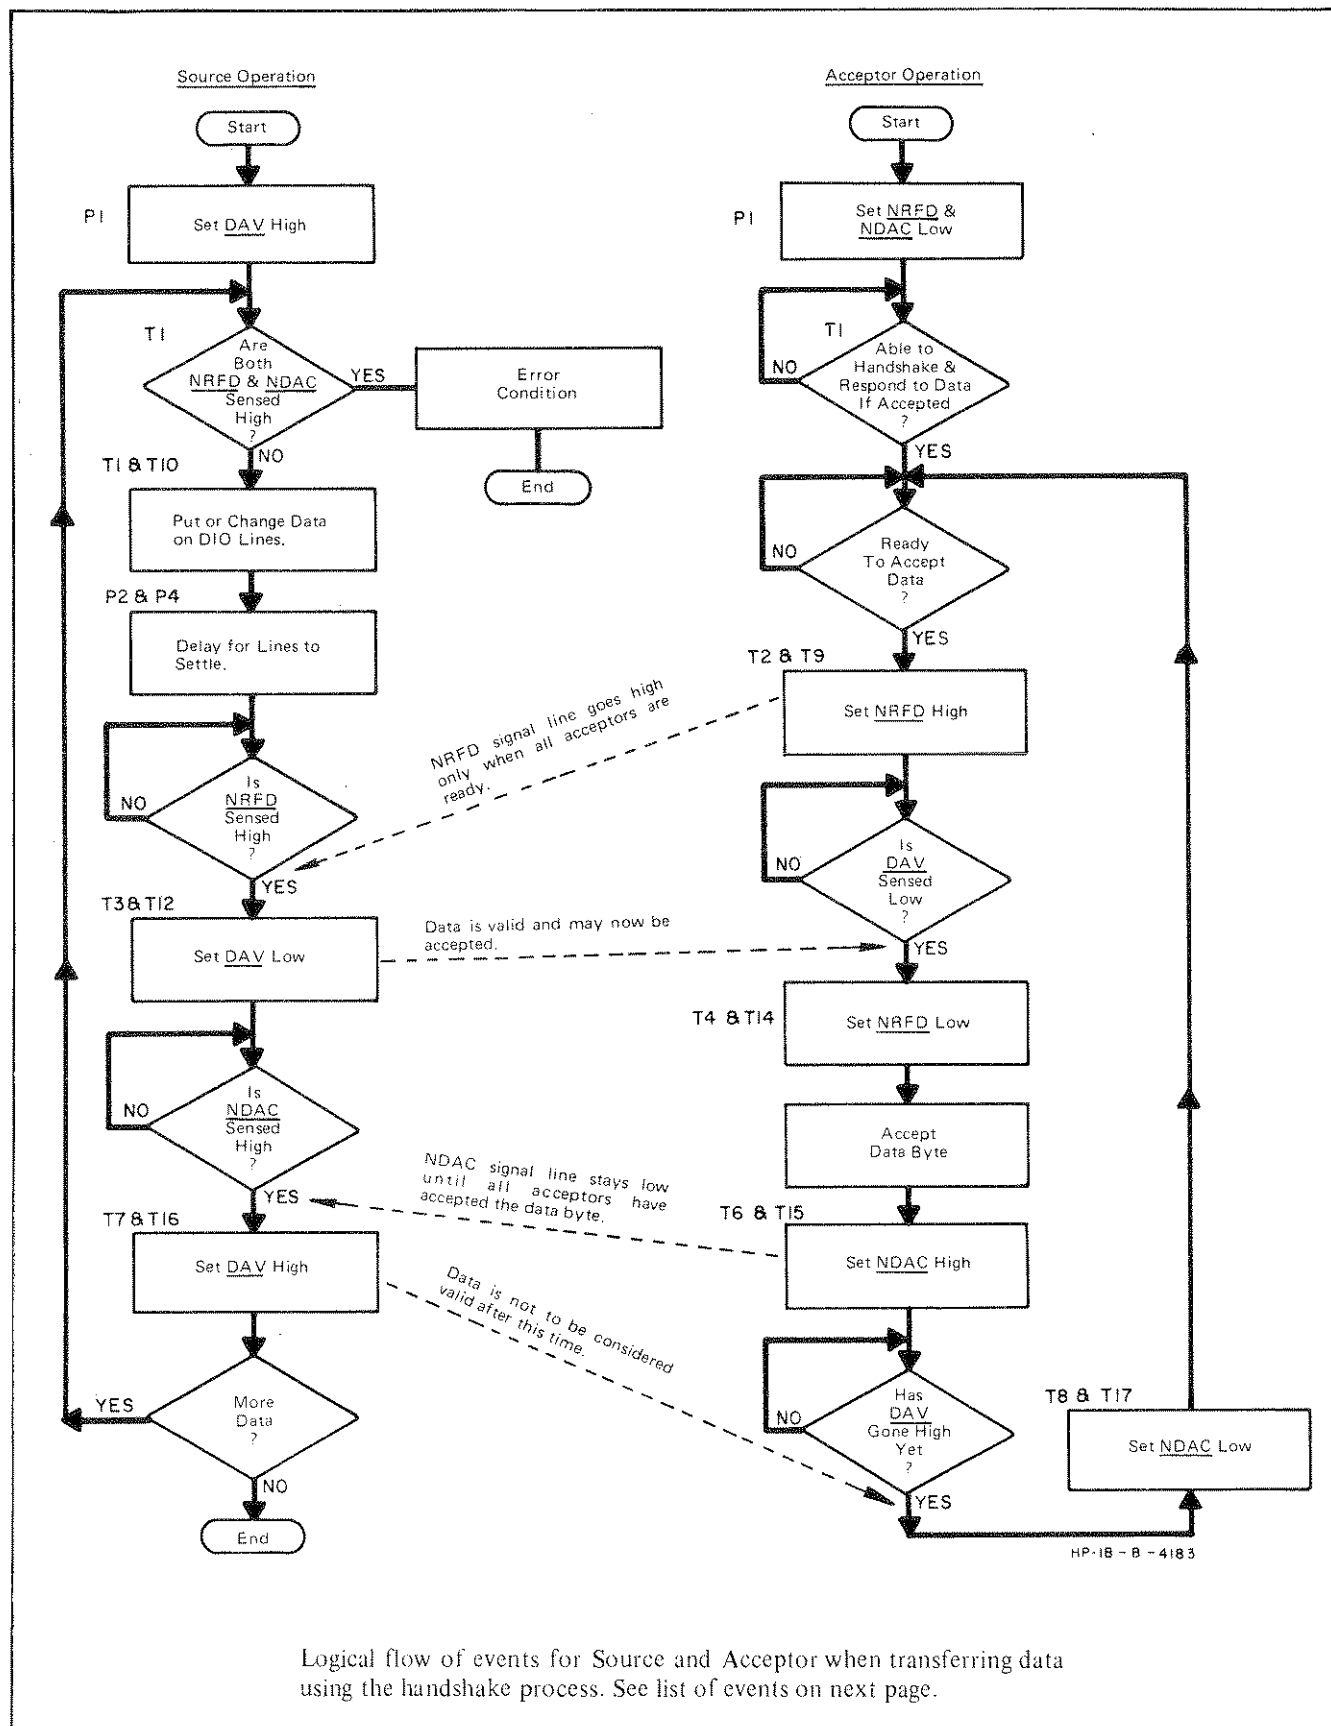 Source Operation
Start
P1
Set DAV High
T1
Are
Both
NRFD & NDAC
Sensed
High
?
YES
Error
Condition
End
NO
T1 & T10
Put or Change Data
on DIO Lines.
P2 & P4
Delay for Lines to
Settle.
NO
Is
NRFD
Sensed
High
?
YES
T3 & T12
Set DAV Low
NO
Is
NDAC
Sensed
High
?
YES
T7 & T16
Set DAV High
YES
More
Data
?
NO
End
NRFD signal line goes high
only when all acceptors are
ready.
Data is valid and may now be
accepted.
NDAC signal line stays low
until all acceptors have
accepted the data byte.
Data is not to be considered
valid after this time.
Acceptor Operation
Start
P1
Set NRFD &
NDAC Low
T1
NO
Able to
Handshake &
Respond to Data
If Accepted
?
YES
NO
Ready
To Accept
Data
?
YES
T2 & T9
Set NRFD High
NO
Is
DAV
Sensed
Low
?
YES
T4 & T14
Set NRFD Low
Accept
Data Byte
T6 & T15
Set NDAC High
NO
Has
DAV
Gone High
Yet
?
YES
T8 & T17
Set NDAC Low
HP-IB-B-4183
Logical flow of events for Source and Acceptor when transferring data
using the handshake process. See list of events on next page.